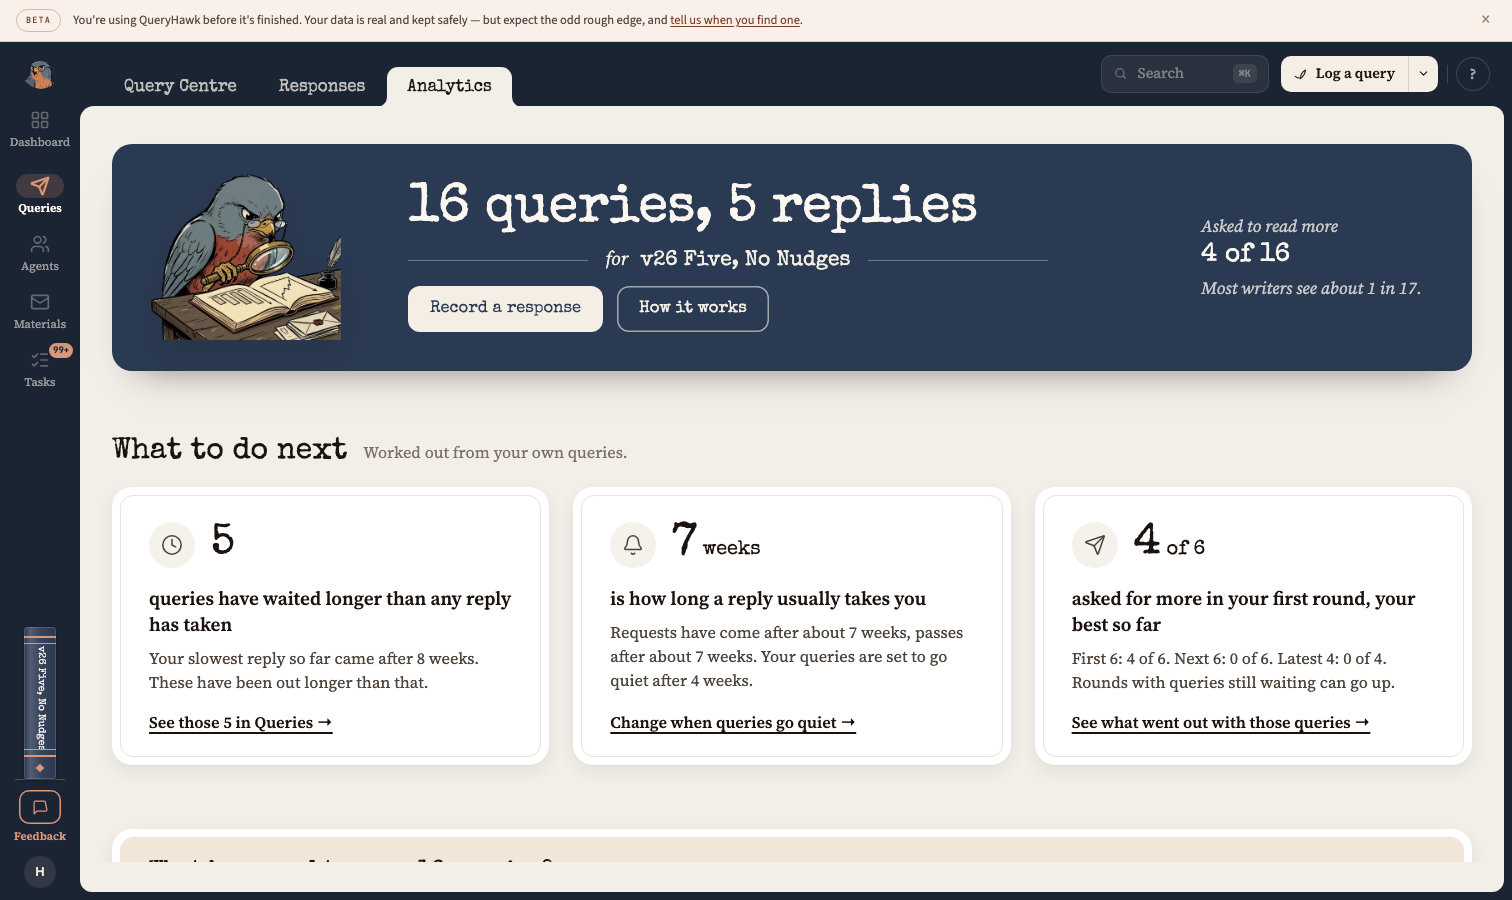 BETA
You're using QueryHawk before it's finished. Your data is real and kept safely — but expect the odd rough edge, and tell us when you find one.
×
Query Centre
Responses
Analytics
Search
⌘K
Log a query
?
Dashboard
Queries
Agents
Materials
99+
Tasks
v26 Five, No Nudges
Feedback
H
16 queries, 5 replies
for v26 Five, No Nudges
Record a response
How it works
Asked to read more
4 of 16
Most writers see about 1 in 17.
What to do next
Worked out from your own queries.
5
queries have waited longer than any reply
has taken
Your slowest reply so far came after 8 weeks.
These have been out longer than that.
See those 5 in Queries →
7 weeks
is how long a reply usually takes you
Requests have come after about 7 weeks, passes
after about 7 weeks. Your queries are set to go
quiet after 4 weeks.
Change when queries go quiet →
4 of 6
asked for more in your first round, your
best so far
First 6: 4 of 6. Next 6: 0 of 6. Latest 4: 0 of 4.
Rounds with queries still waiting can go up.
See what went out with those queries →